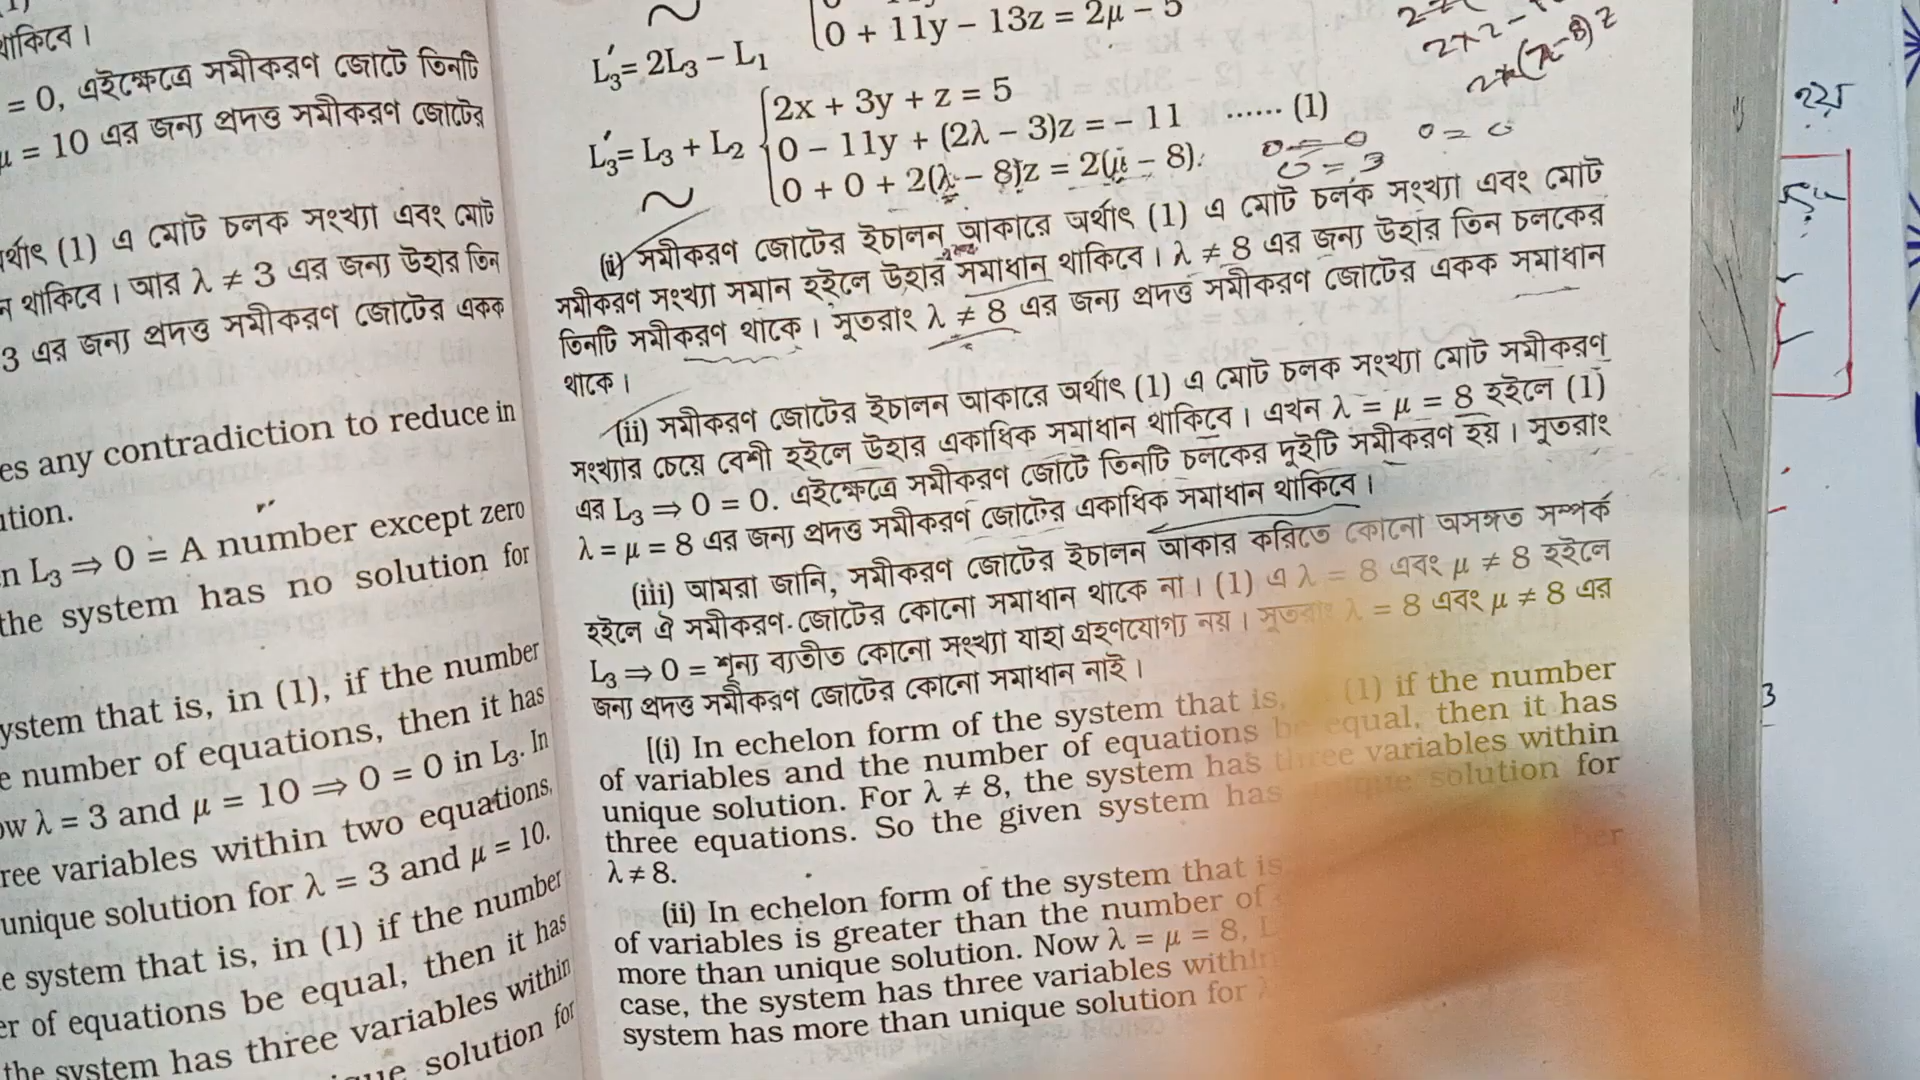 থাকিবে।
= 0, এইক্ষেত্রে সমীকরণ জোটে তিনটি
μ = 10 এর জন্য প্রদত্ত সমীকরণ জোটের
(1) এ মোট চলক সংখ্যা এবং মোট
থাকিবে। আর λ ≠ 3 এর জন্য উহার তিন
3 এর জন্য প্রদত্ত সমীকরণ জোটের একক
es any contradiction to reduce in
tion.
n L₃ ⇒ 0 = A number except zero
the system has no solution for
ystem that is, in (1), if the number
e number of equations, then it has
ow λ = 3 and μ = 10 ⇒ 0 = 0 in L₃. In
ree variables within two equations.
unique solution for λ = 3 and μ = 10.
e system that is, in (1) if the number
er of equations be equal, then it has
the system has three variables within
que solution for
0 + 11y − 13z = 2μ − 5
L₃′ = 2L₃ − L₁
2x + 3y + z = 5
L₃′ = L₃ + L₂ 0 − 11y + (2λ − 3)z = − 11 ...... (1)
0 + 0 + 2(λ − 8)z = 2(μ − 8).
0 = 0
0 = 3
(i) সমীকরণ জোটের ইচালন আকারে অর্থাৎ (1) এ মোট চলক সংখ্যা এবং মোট
সমীকরণ সংখ্যা সমান হইলে উহার সমাধান থাকিবে। λ ≠ 8 এর জন্য উহার তিন চলকের
তিনটি সমীকরণ থাকে। সুতরাং λ ≠ 8 এর জন্য প্রদত্ত সমীকরণ জোটের একক সমাধান
থাকে।
(ii) সমীকরণ জোটের ইচালন আকারে অর্থাৎ (1) এ মোট চলক সংখ্যা মোট সমীকরণ
সংখ্যার চেয়ে বেশী হইলে উহার একাধিক সমাধান থাকিবে। এখন λ = μ = 8 হইলে (1)
এর L₃ ⇒ 0 = 0. এইক্ষেত্রে সমীকরণ জোটে তিনটি চলকের দুইটি সমীকরণ হয়। সুতরাং
λ = μ = 8 এর জন্য প্রদত্ত সমীকরণ জোটের একাধিক সমাধান থাকিবে।
(iii) আমরা জানি, সমীকরণ জোটের ইচালন আকার করিতে কোনো অসঙ্গত সম্পর্ক
হইলে ঐ সমীকরণ জোটের কোনো সমাধান থাকে না। (1) এ λ = 8 এবং μ ≠ 8 হইলে
L₃ ⇒ 0 = শূন্য ব্যতীত কোনো সংখ্যা যাহা গ্রহণযোগ্য নয়। সুতরাং λ = 8 এবং μ ≠ 8 এর
জন্য প্রদত্ত সমীকরণ জোটের কোনো সমাধান নাই।
[(i) In echelon form of the system that is, (1) if the number
of variables and the number of equations be equal, then it has
unique solution. For λ ≠ 8, the system has three variables within
three equations. So the given system has unique solution for
λ ≠ 8.
(ii) In echelon form of the system that is
of variables is greater than the number of
more than unique solution. Now λ = μ = 8,
case, the system has three variables within
system has more than unique solution for